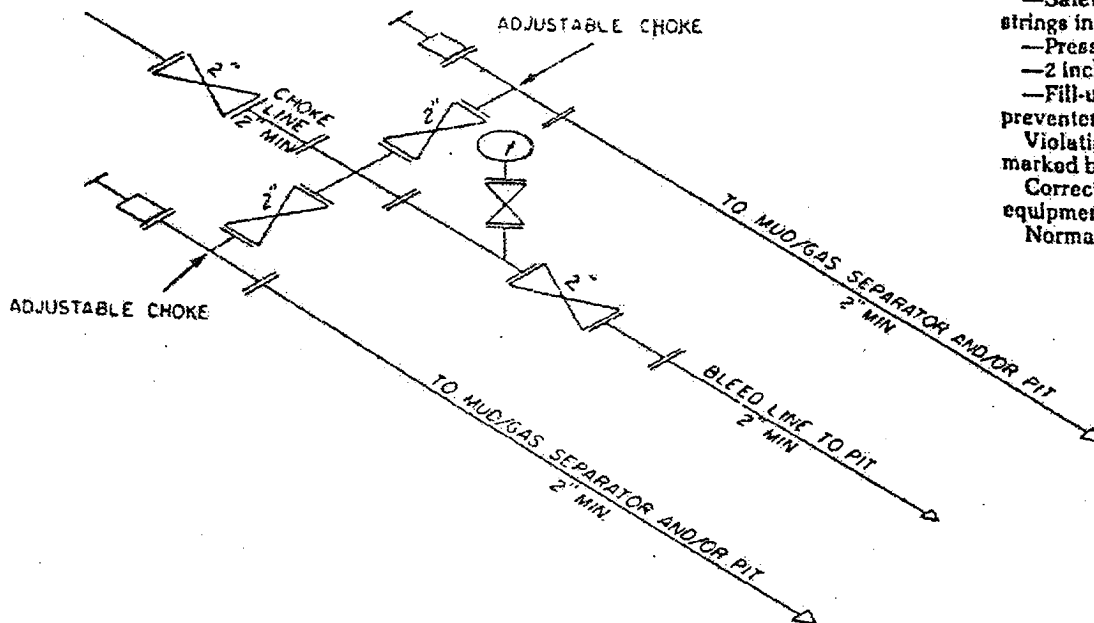 ADJUSTABLE CHOKE
2"
CHOKE
LINE
2" MIN
2"
2"
ADJUSTABLE CHOKE
2"
TO MUD/GAS SEPARATOR AND/OR PIT
2" MIN.
BLEED LINE TO PIT
2" MIN
TO MUD/GAS SEPARATOR AND/OR PIT
2" MIN.
strings in
—Press
—2 incl
—Fill-u
preventer
Violati
marked b
Correc
equipmen
Norma